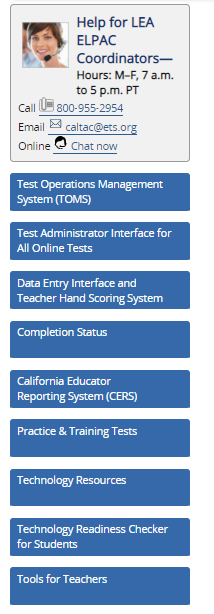 Help for LEA
ELPAC
Coordinators—
Hours: M–F, 7 a.m.
to 5 p.m. PT
Call 800-955-2954
Email caltac@ets.org
Online Chat now
Test Operations Management
System (TOMS)
Test Administrator Interface for
All Online Tests
Data Entry Interface and
Teacher Hand Scoring System
Completion Status
California Educator
Reporting System (CERS)
Practice & Training Tests
Technology Resources
Technology Readiness Checker
for Students
Tools for Teachers